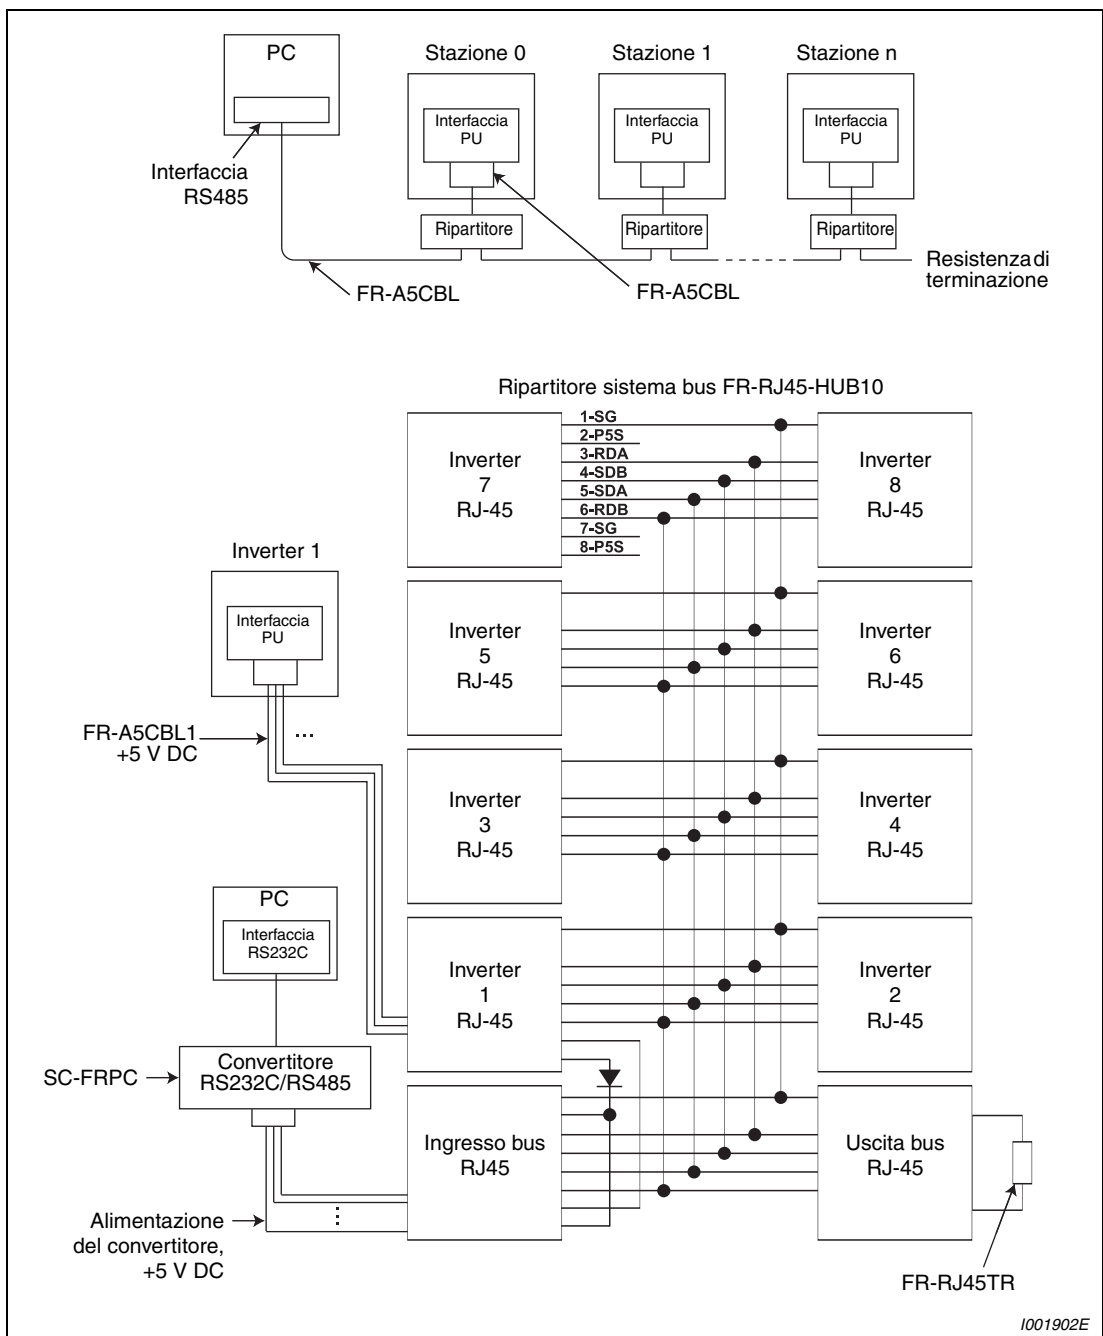 PC
Stazione 0
Stazione 1
Stazione n
Interfaccia
PU
Interfaccia
PU
Interfaccia
PU
Interfaccia
RS485
Ripartitore
Ripartitore
Ripartitore
Resistenza di
terminazione
FR-A5CBL
FR-A5CBL
Ripartitore sistema bus FR-RJ45-HUB10
Inverter
7
RJ-45
1-SG
2-P5S
3-RDA
4-SDB
5-SDA
6-RDB
7-SG
8-P5S
Inverter
8
RJ-45
Inverter 1
Interfaccia
PU
Inverter
5
RJ-45
Inverter
6
RJ-45
FR-A5CBL1
+5 V DC
...
Inverter
3
RJ-45
Inverter
4
RJ-45
PC
Interfaccia
RS232C
Inverter
1
RJ-45
Inverter
2
RJ-45
SC-FRPC
Convertitore
RS232C/RS485
Ingresso bus
RJ45
Uscita bus
RJ-45
Alimentazione
del convertitore,
+5 V DC
...
FR-RJ45TR
I001902E